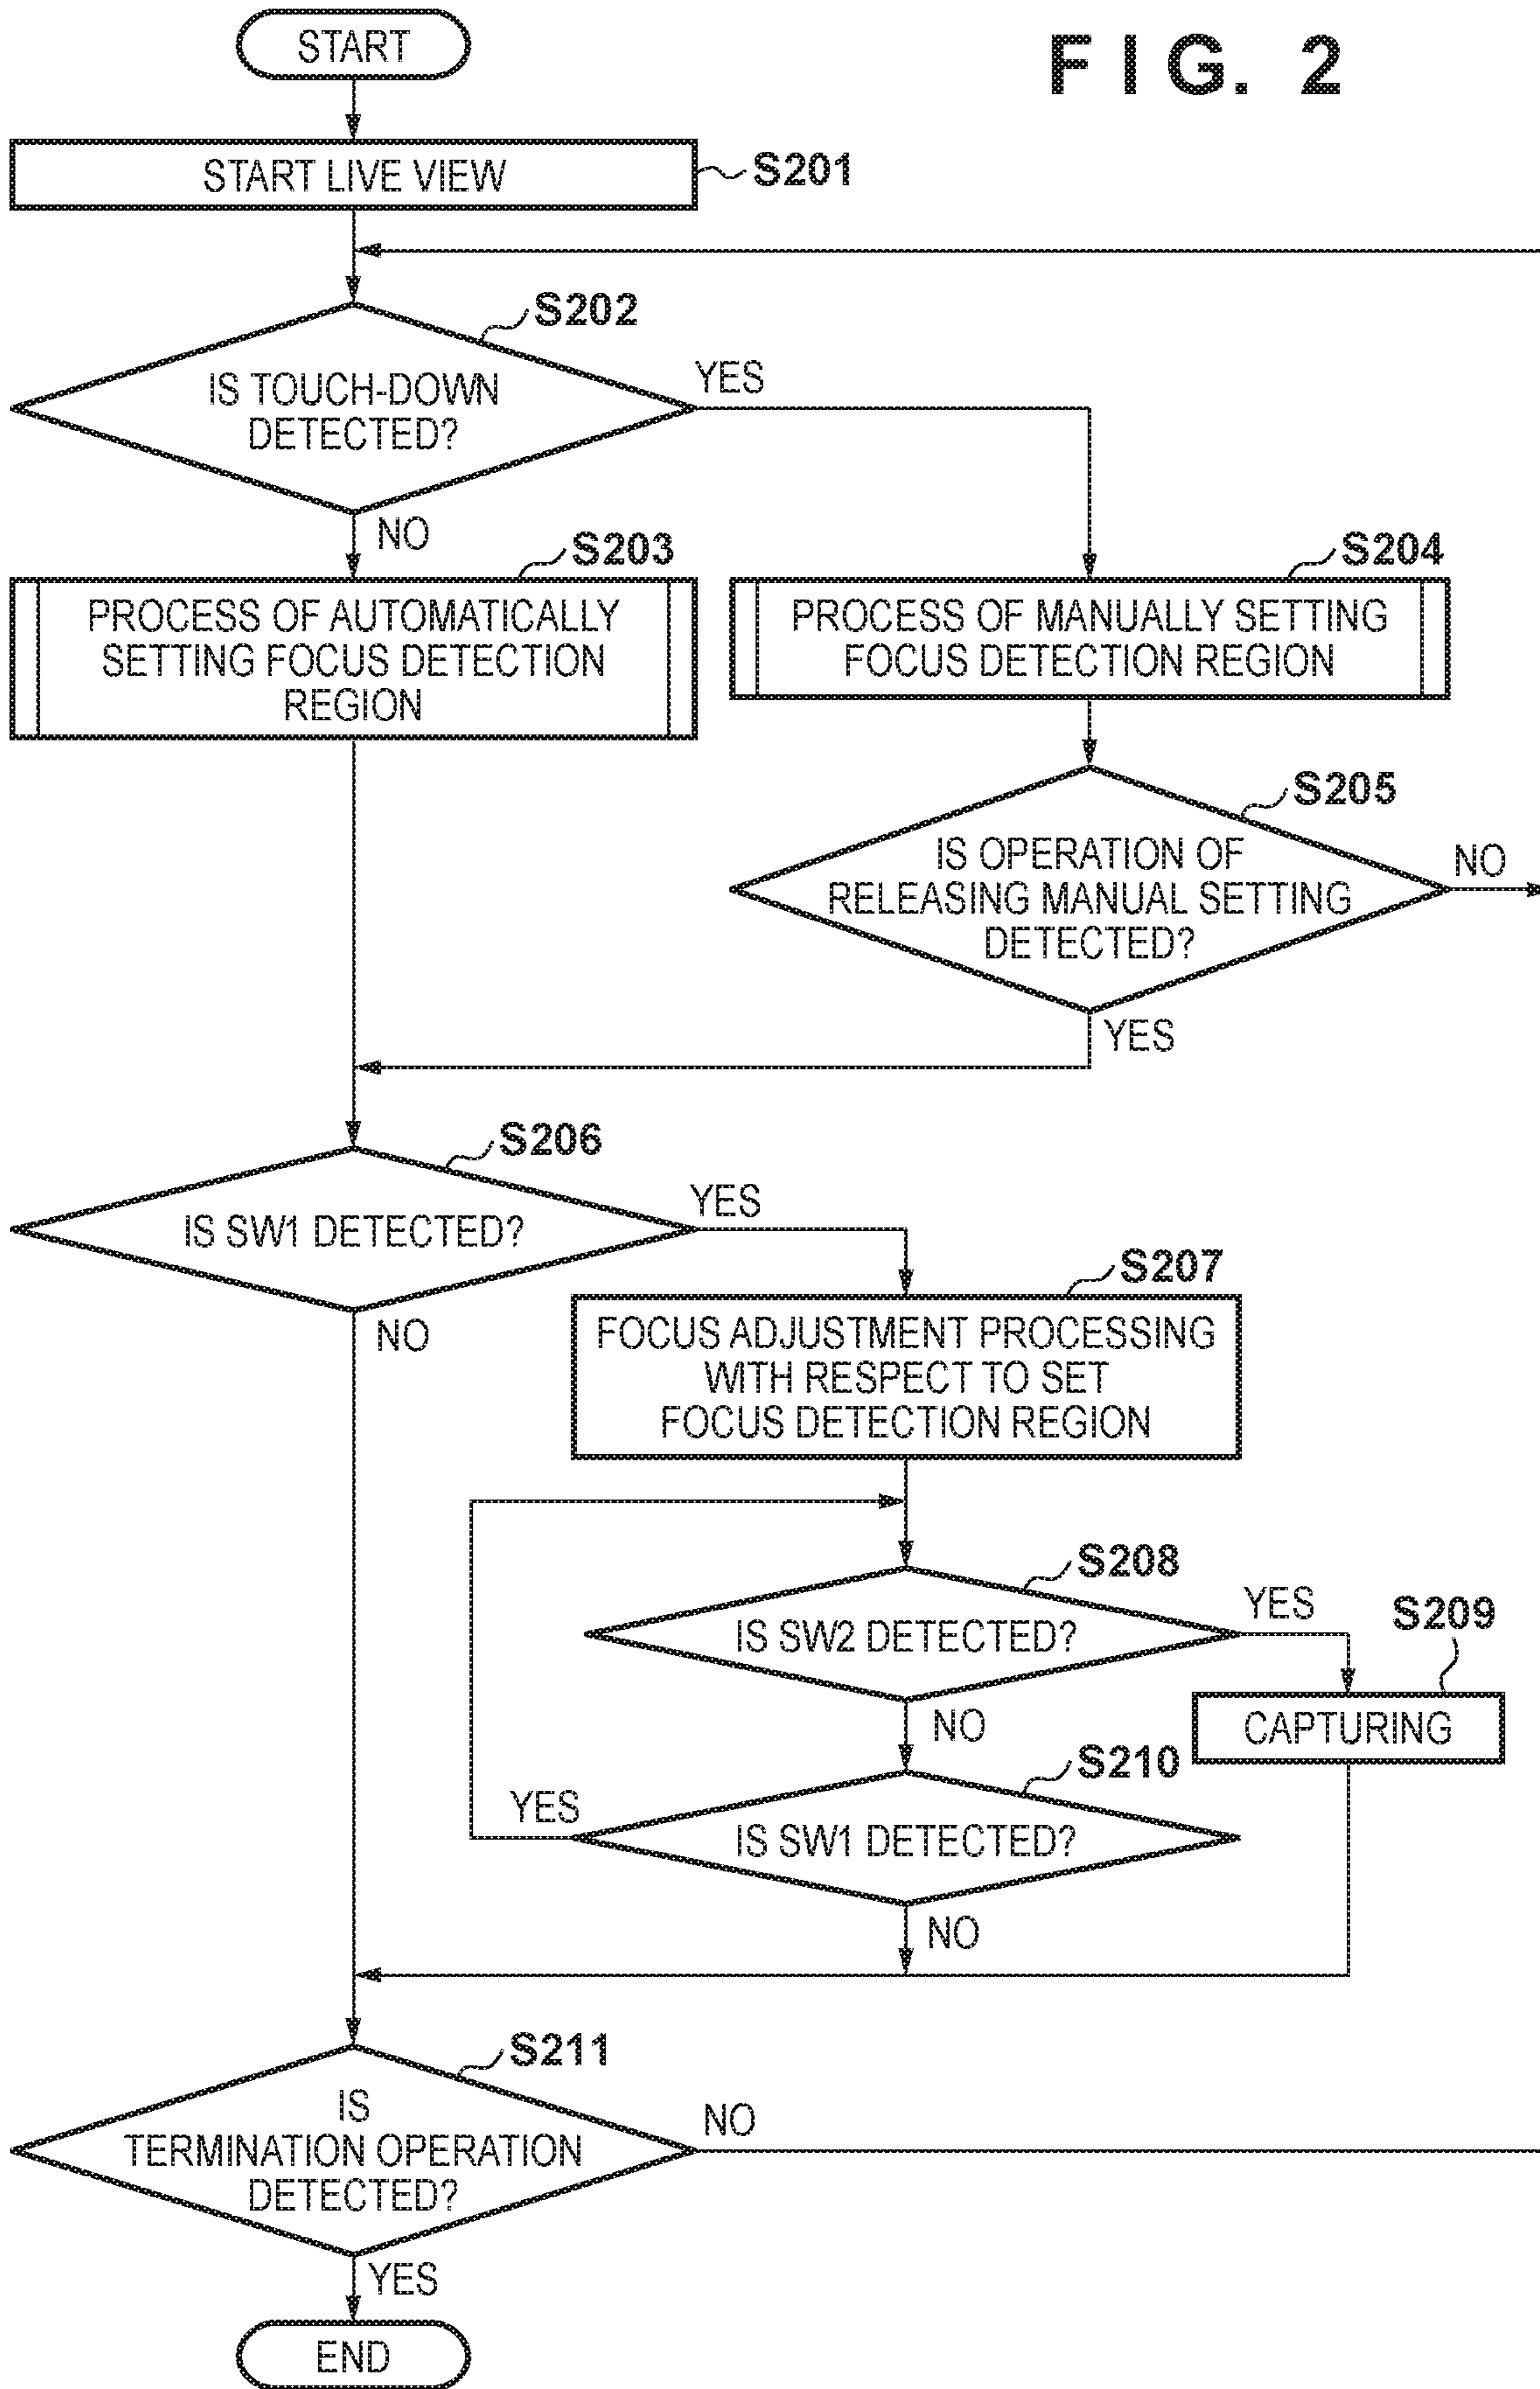 FIG. 2
START
START LIVE VIEW
S201
S202
IS TOUCH-DOWN
DETECTED?
YES
NO
S203
PROCESS OF AUTOMATICALLY
SETTING FOCUS DETECTION
REGION
S204
PROCESS OF MANUALLY SETTING
FOCUS DETECTION REGION
S205
IS OPERATION OF
RELEASING MANUAL SETTING
DETECTED?
NO
YES
S206
IS SW1 DETECTED?
YES
NO
S207
FOCUS ADJUSTMENT PROCESSING
WITH RESPECT TO SET
FOCUS DETECTION REGION
S208
IS SW2 DETECTED?
YES
S209
CAPTURING
NO
S210
YES
IS SW1 DETECTED?
NO
S211
IS
TERMINATION OPERATION
DETECTED?
NO
YES
END